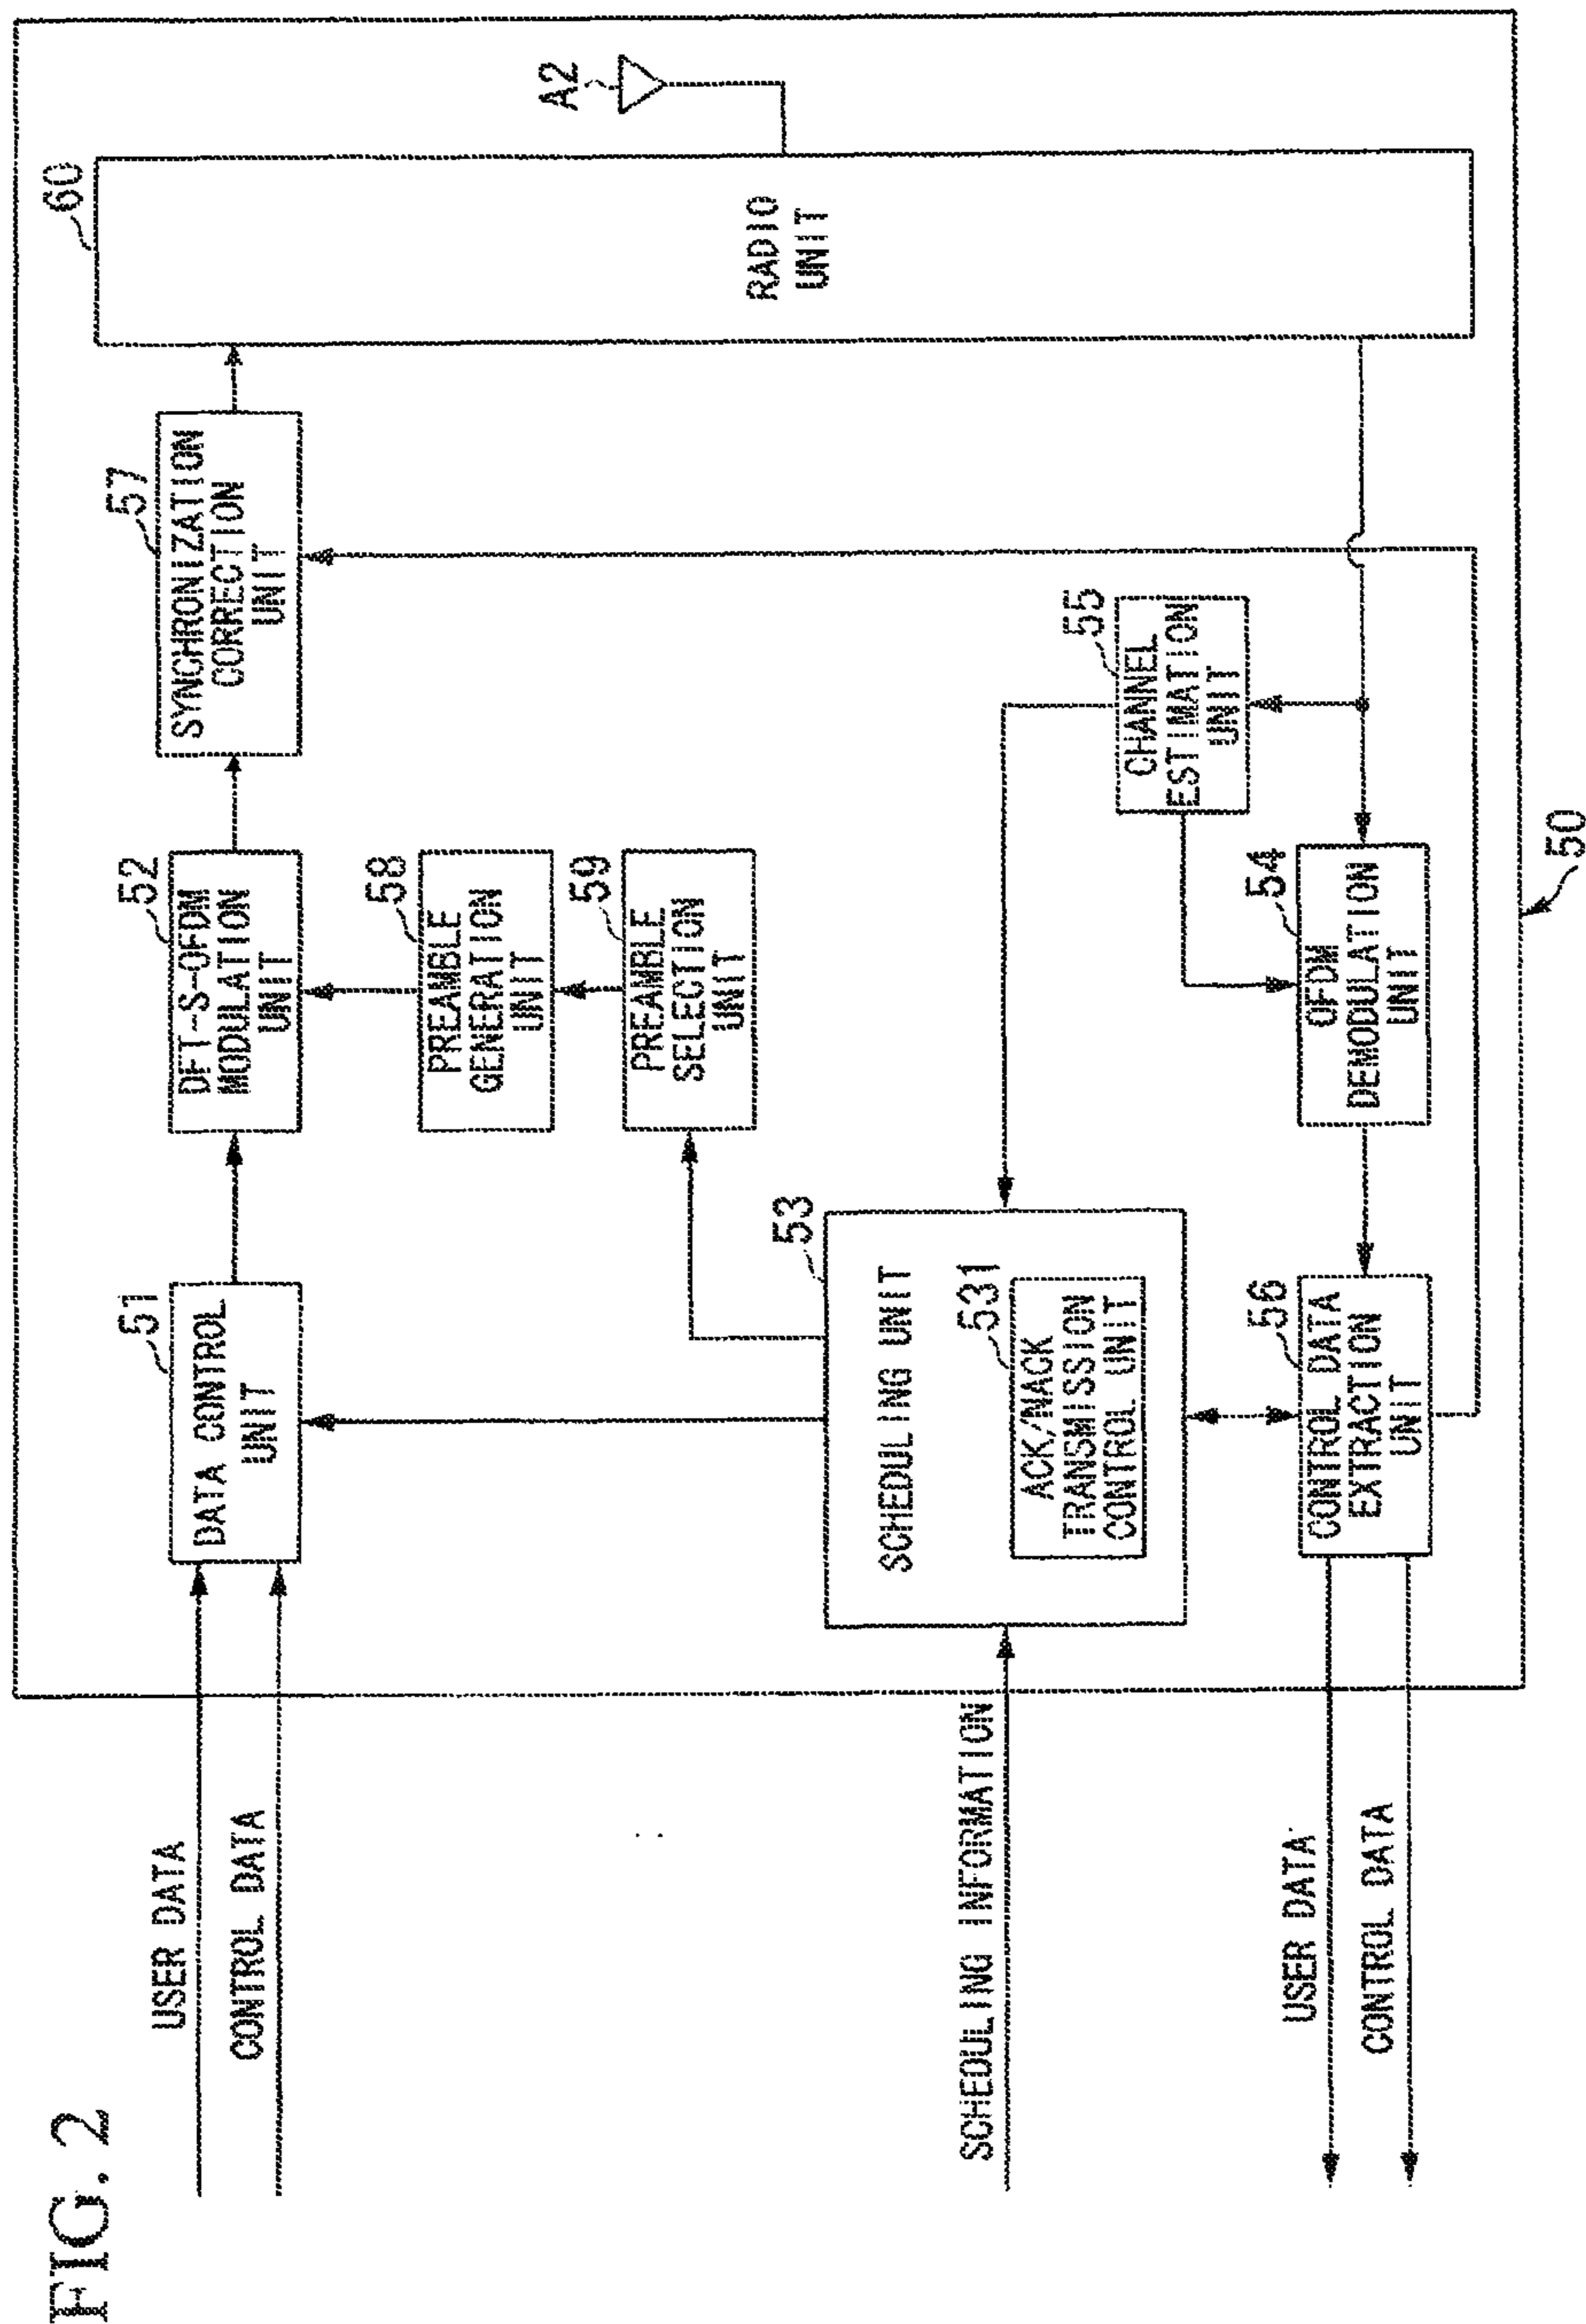 FIG. 2
USER DATA
CONTROL DATA
51
DATA CONTROL
UNIT
52
DFT-S-OFDM
MODULATION
UNIT
57
SYNCHRONIZATION
CORRECTION
UNIT
60
RADIO
UNIT
A2
58
PREAMBLE
GENERATION
UNIT
59
PREAMBLE
SELECTION
UNIT
SCHEDULING INFORMATION
53
SCHEDULING UNIT
531
ACK/NACK
TRANSMISSION
CONTROL UNIT
55
CHANNEL
ESTIMATION
UNIT
USER DATA
CONTROL DATA
56
CONTROL DATA
EXTRACTION
UNIT
54
OFDM
DEMODULATION
UNIT
50